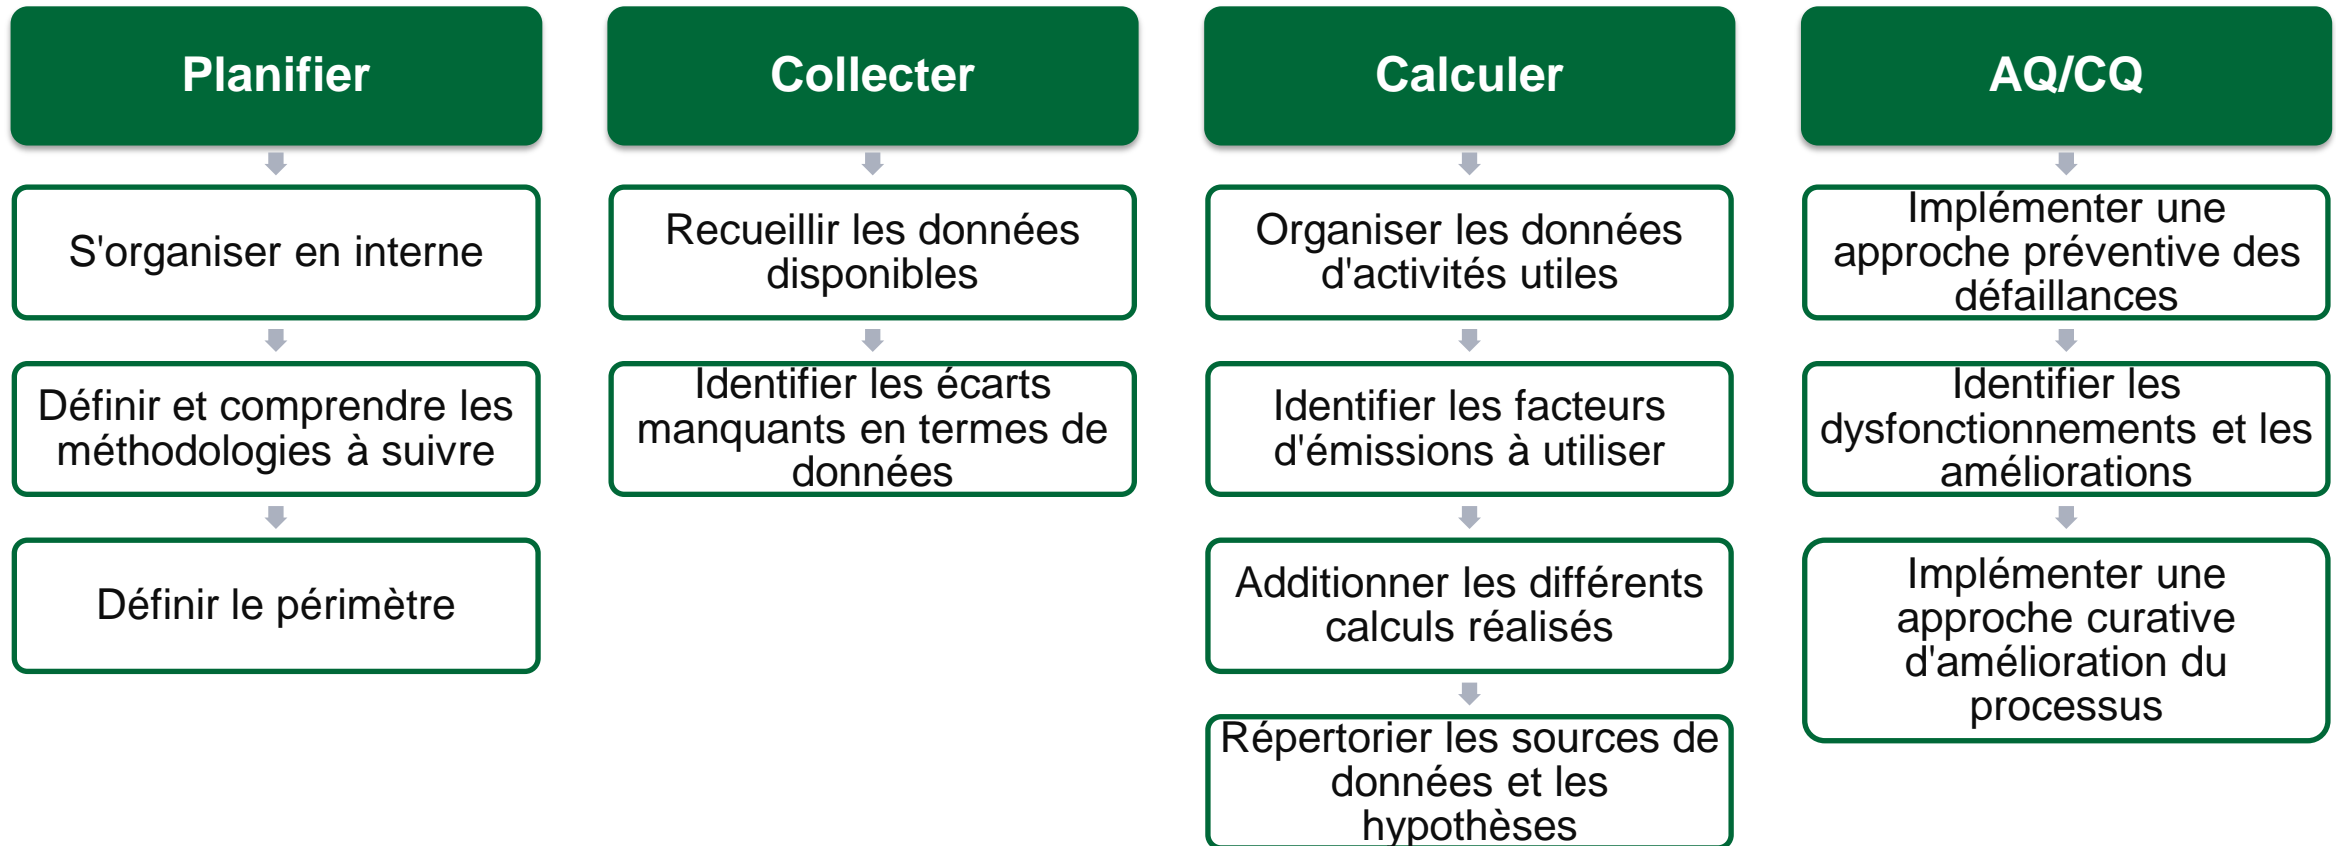 Planifier
S'organiser en interne
Définir et comprendre les
méthodologies à suivre
Définir le périmètre
Collecter
Recueillir les données
disponibles
Identifier les écarts
manquants en termes de
données
Calculer
Organiser les données
d'activités utiles
Identifier les facteurs
d'émissions à utiliser
Additionner les différents
calculs réalisés
Répertorier les sources de
données et les
hypothèses
AQ/CQ
Implémenter une
approche préventive des
défaillances
Identifier les
dysfonctionnements et les
améliorations
Implémenter une
approche curative
d'amélioration du
processus